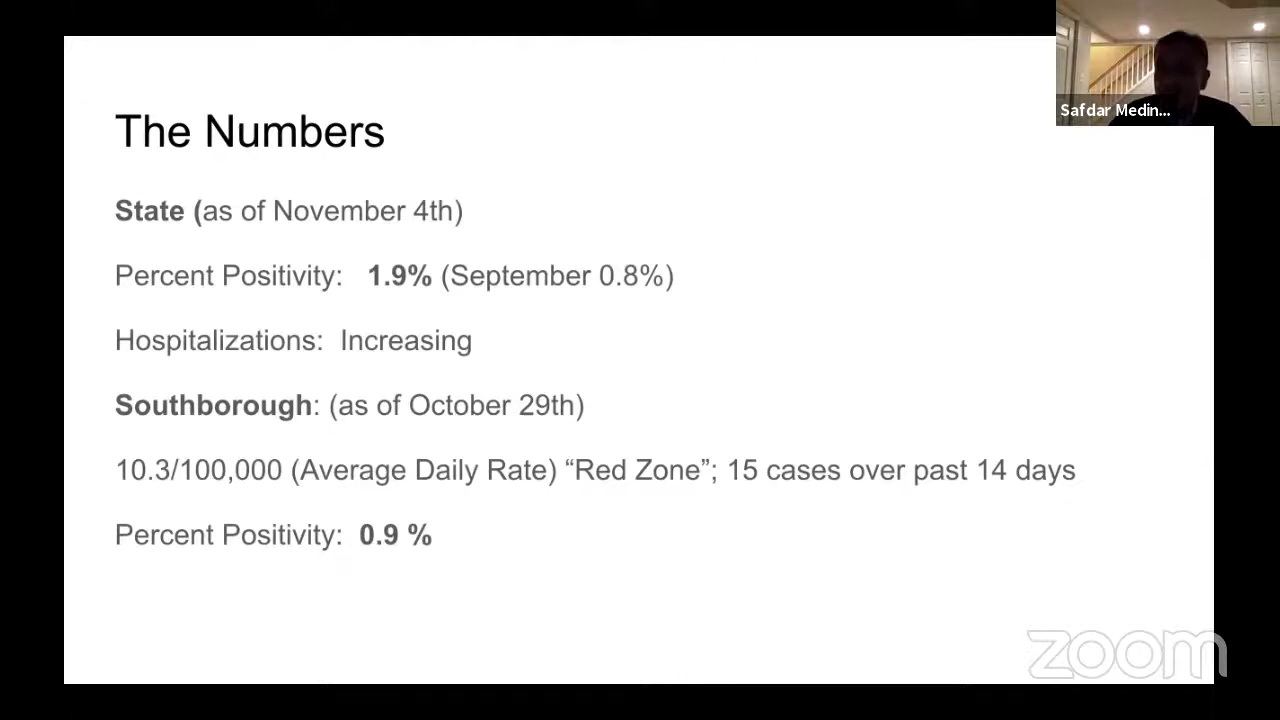 Safdar Medin...
The Numbers
State (as of November 4th)
Percent Positivity: 1.9% (September 0.8%)
Hospitalizations: Increasing
Southborough: (as of October 29th)
10.3/100,000 (Average Daily Rate) “Red Zone”; 15 cases over past 14 days
Percent Positivity: 0.9 %
zoom